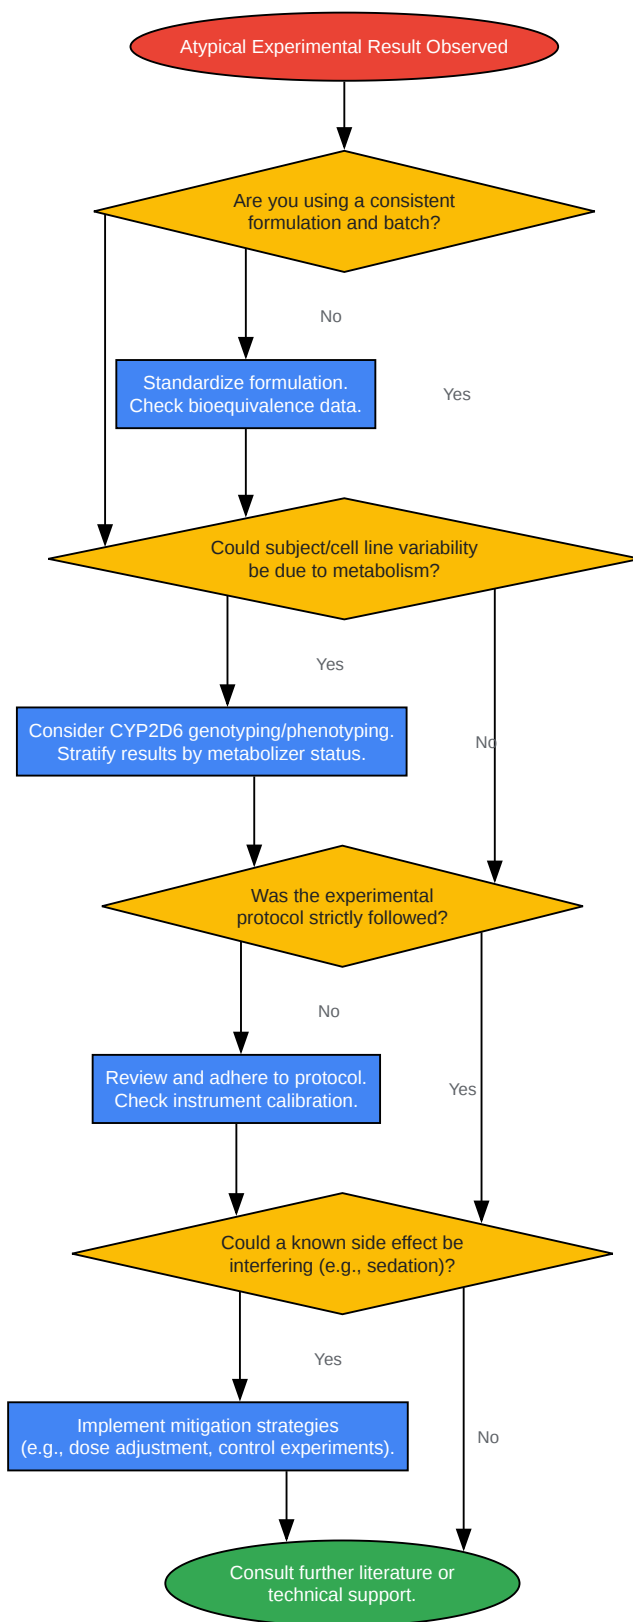 Atypical Experimental Result Observed
Are you using a consistent
formulation and batch?
No
Standardize formulation.
Check bioequivalence data.
Yes
Could subject/cell line variability
be due to metabolism?
Yes
Consider CYP2D6 genotyping/phenotyping.
Stratify results by metabolizer status.
No
Was the experimental
protocol strictly followed?
No
Review and adhere to protocol.
Check instrument calibration.
Yes
Could a known side effect be
interfering (e.g., sedation)?
Yes
Implement mitigation strategies
(e.g., dose adjustment, control experiments).
No
Consult further literature or
technical support.